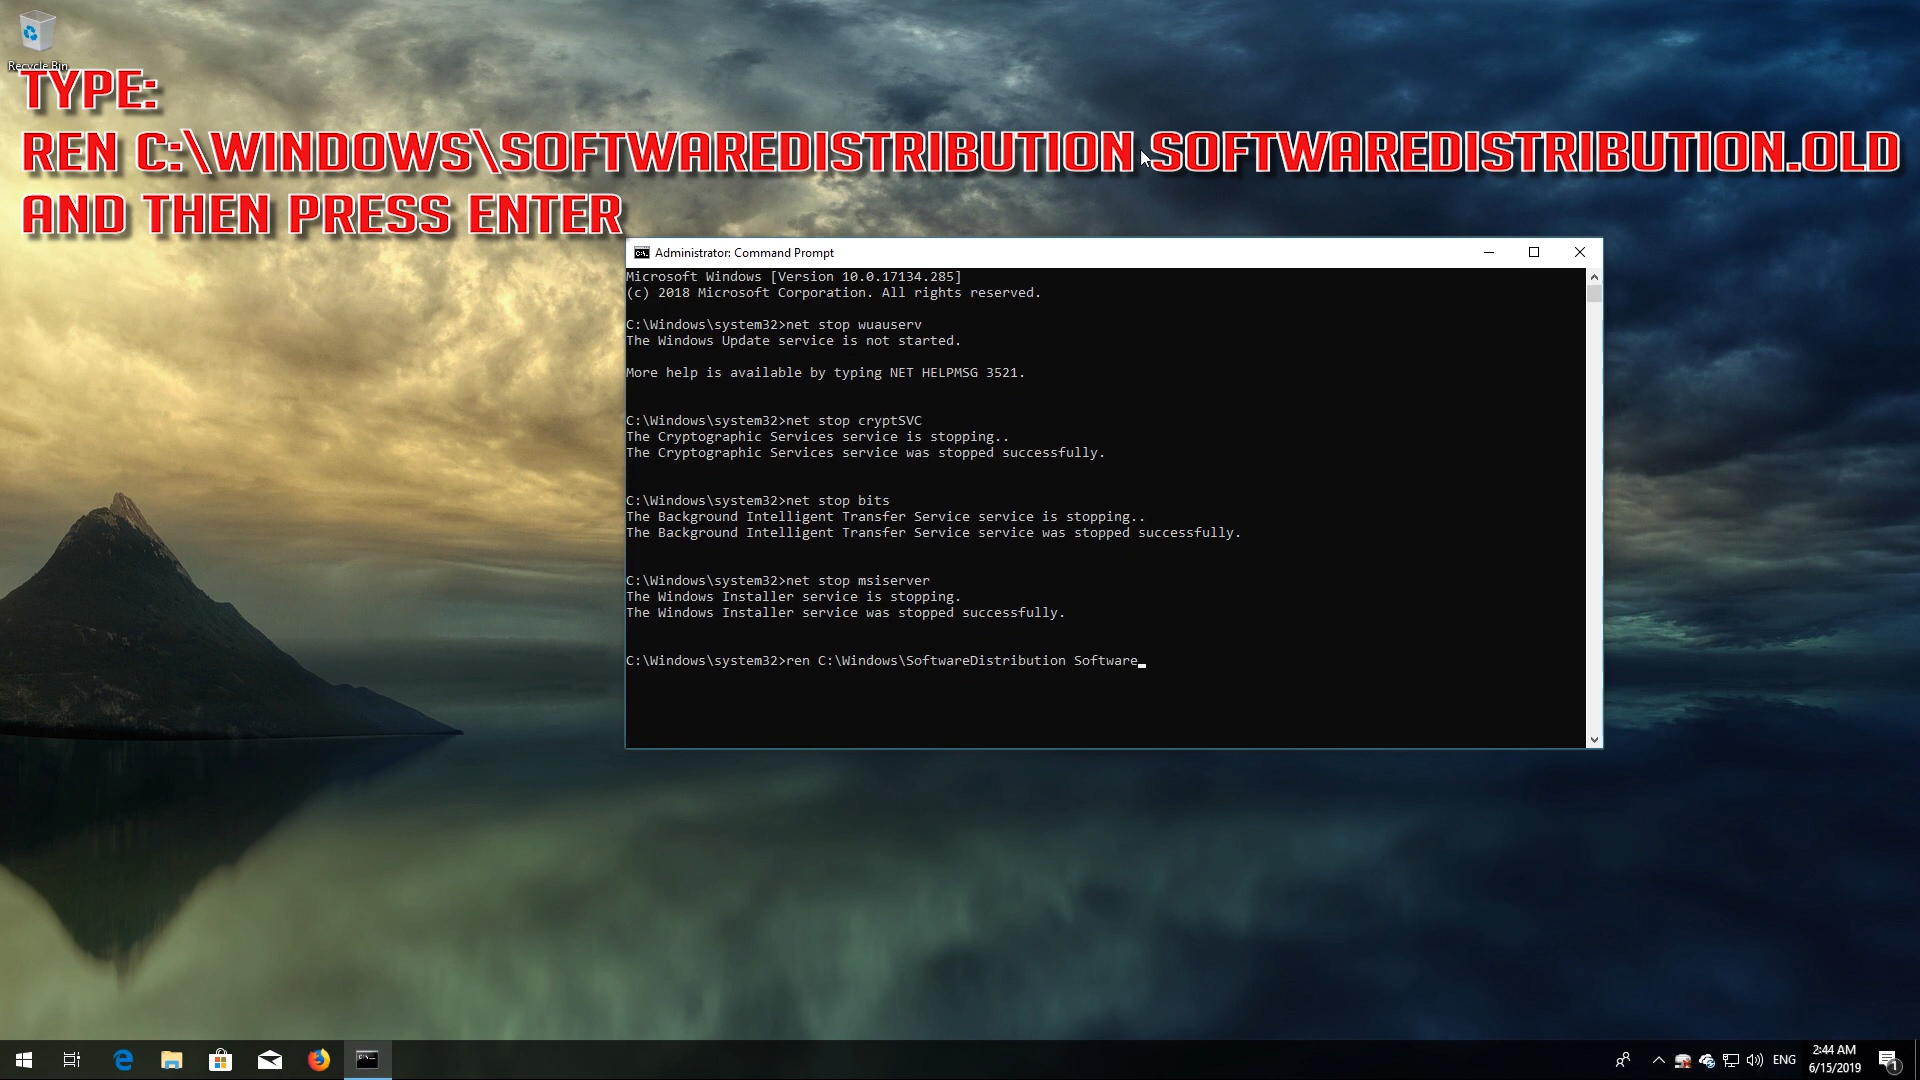 Recycle Bin
TYPE:
REN C:\WINDOWS\SOFTWAREDISTRIBUTION SOFTWAREDISTRIBUTION.OLD
AND THEN PRESS ENTER
Administrator: Command Prompt
Microsoft Windows [Version 10.0.17134.285]
(c) 2018 Microsoft Corporation. All rights reserved.
C:\Windows\system32>net stop wuauserv
The Windows Update service is not started.
More help is available by typing NET HELPMSG 3521.
C:\Windows\system32>net stop cryptSVC
The Cryptographic Services service is stopping..
The Cryptographic Services service was stopped successfully.
C:\Windows\system32>net stop bits
The Background Intelligent Transfer Service service is stopping..
The Background Intelligent Transfer Service service was stopped successfully.
C:\Windows\system32>net stop msiserver
The Windows Installer service is stopping.
The Windows Installer service was stopped successfully.
C:\Windows\system32>ren C:\Windows\SoftwareDistribution Software
ENG
2:44 AM
6/15/2019
1